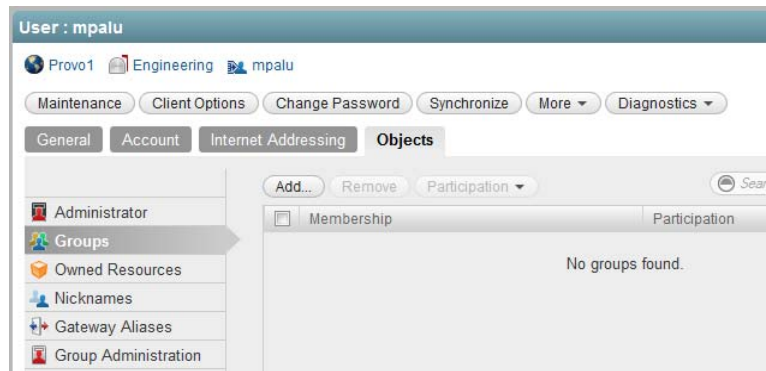 User : mpalu
Provo1 Engineering mpalu
Maintenance Client Options Change Password Synchronize More Diagnostics
General Account Internet Addressing Objects
Add... Remove Participation
Administrator
Membership Participation
Groups
No groups found.
Owned Resources
Nicknames
Gateway Aliases
Group Administration